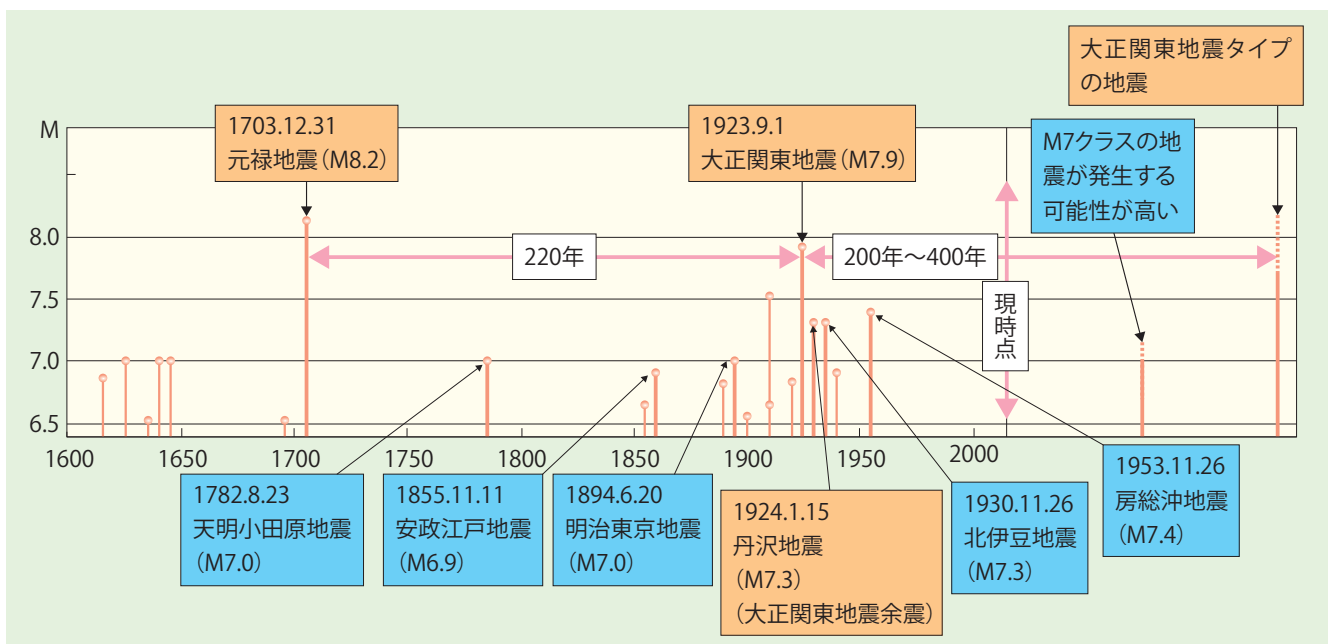 大正関東地震タイプ
の地震
1703.12.31
元禄地震（M8.2）
1923.9.1
大正関東地震（M7.9）
M7クラスの地
震が発生する
可能性が高い
M
8.0
7.5
7.0
6.5
220年
200年～400年
現時点
1600
1650
1700
1750
1800
1850
1900
1950
2000
1782.8.23
天明小田原地震
（M7.0）
1855.11.11
安政江戸地震
（M6.9）
1894.6.20
明治東京地震
（M7.0）
1924.1.15
丹沢地震
（M7.3）
（大正関東地震余震）
1930.11.26
北伊豆地震
（M7.3）
1953.11.26
房総沖地震
（M7.4）